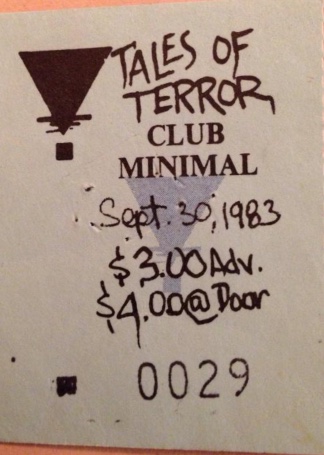 TALES OF
TERROR
CLUB
MINIMAL
Sept. 30, 1983
$3.00 Adv.
$4.00 @ Door
0029